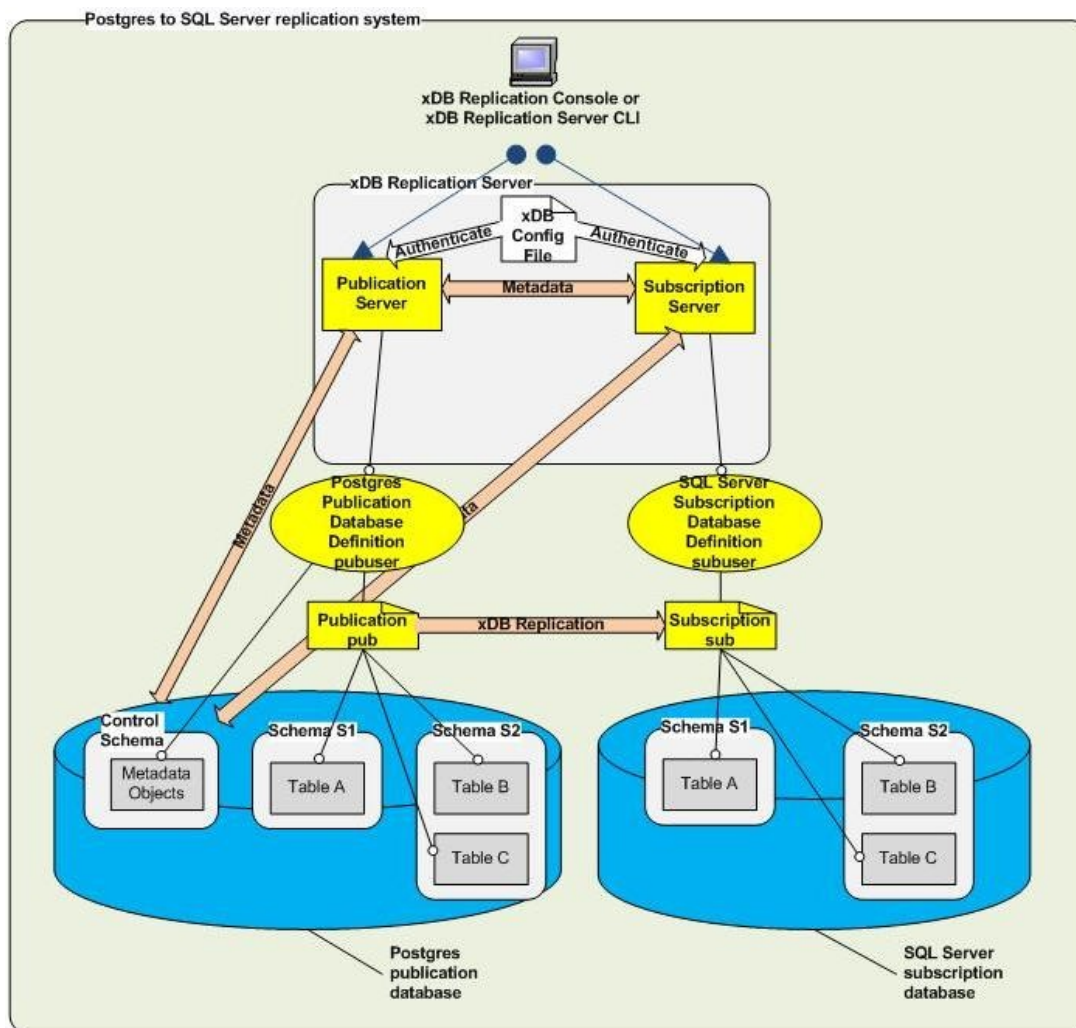 Postgres to SQL Server replication system
xDB Replication Console or
xDB Replication Server CLI
xDB Replication Server
xDB
Config
File
Authenticate
Authenticate
Publication
Server
Metadata
Subscription
Server
Metadata
Postgres
Publication
Database
Definition
pubuser
ta
SQL Server
Subscription
Database
Definition
subuser
Publication
pub
xDB Replication
Subscription
sub
Control
Schema
Metadata
Objects
Schema S1
Table A
Schema S2
Table B
Table C
Schema S1
Table A
Schema S2
Table B
Table C
Postgres
publication
database
SQL Server
subscription
database